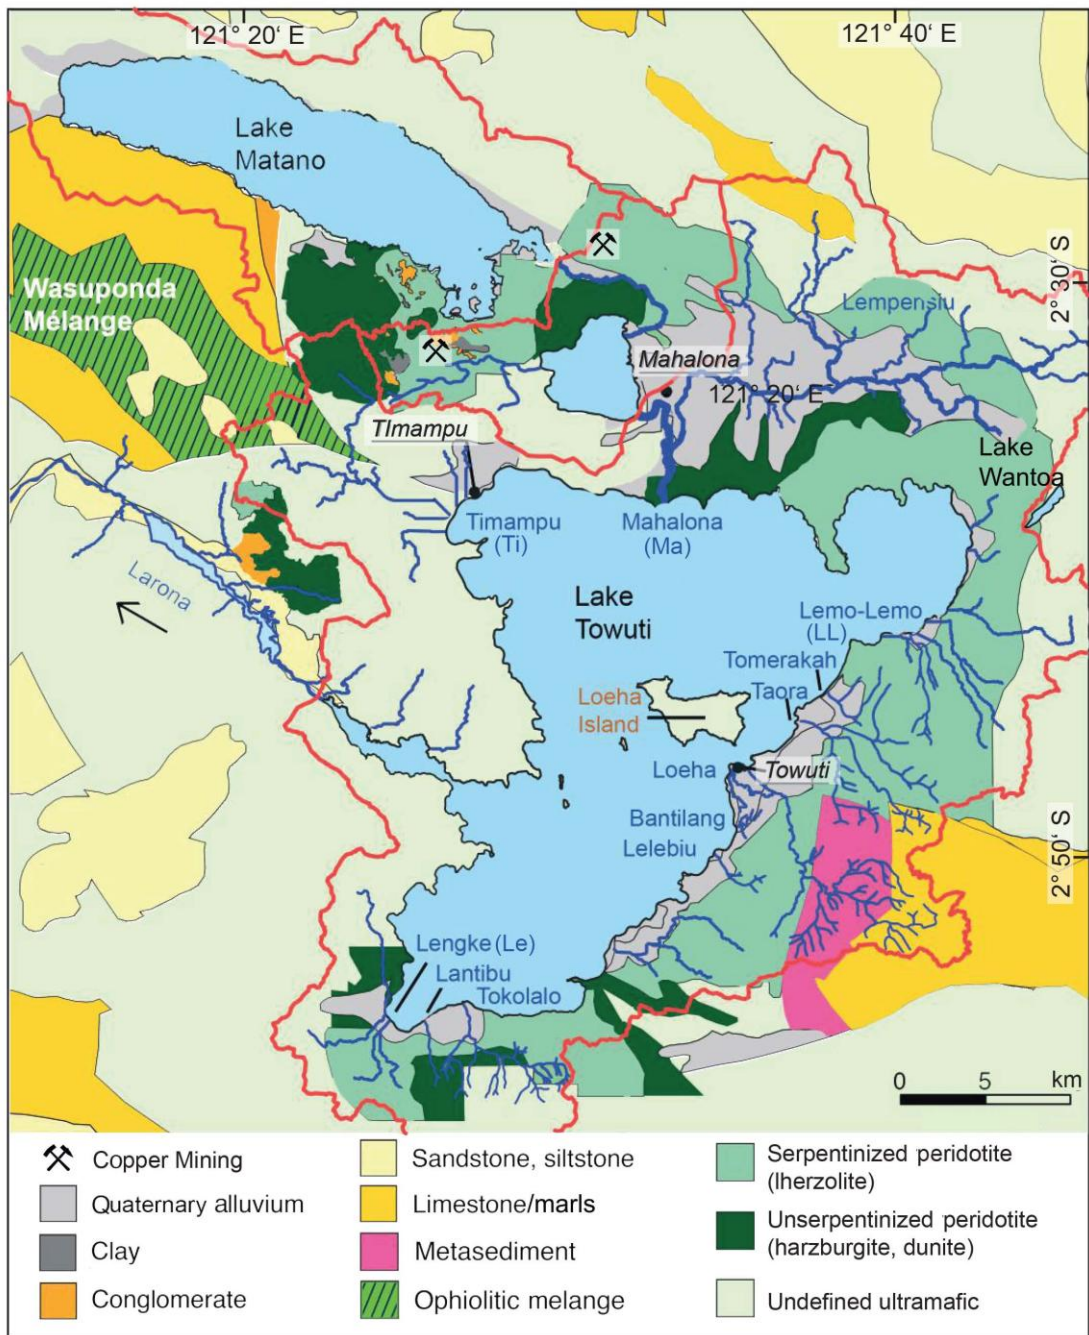 121° 20‘ E
121° 40‘ E
Lake
Matano
2° 30‘ S
Wasuponda
Mélange
Lempensiu
Mahalona
121° 20‘ E
TImampu
Lake
Wantoa
Timampu
(Ti)
Mahalona
(Ma)
Larona
Lake
Towuti
Lemo-Lemo
(LL)
Tomerakah
Taora
Loeha
Island
Loeha
Towuti
Bantilang
Lelebiu
2° 50‘ S
Lengke (Le)
Lantibu
Tokolalo
0 5 km
Copper Mining
Quaternary alluvium
Clay
Conglomerate
Sandstone, siltstone
Limestone/marls
Metasediment
Ophiolitic melange
Serpentinized peridotite
(lherzolite)
Unserpentinized peridotite
(harzburgite, dunite)
Undefined ultramafic